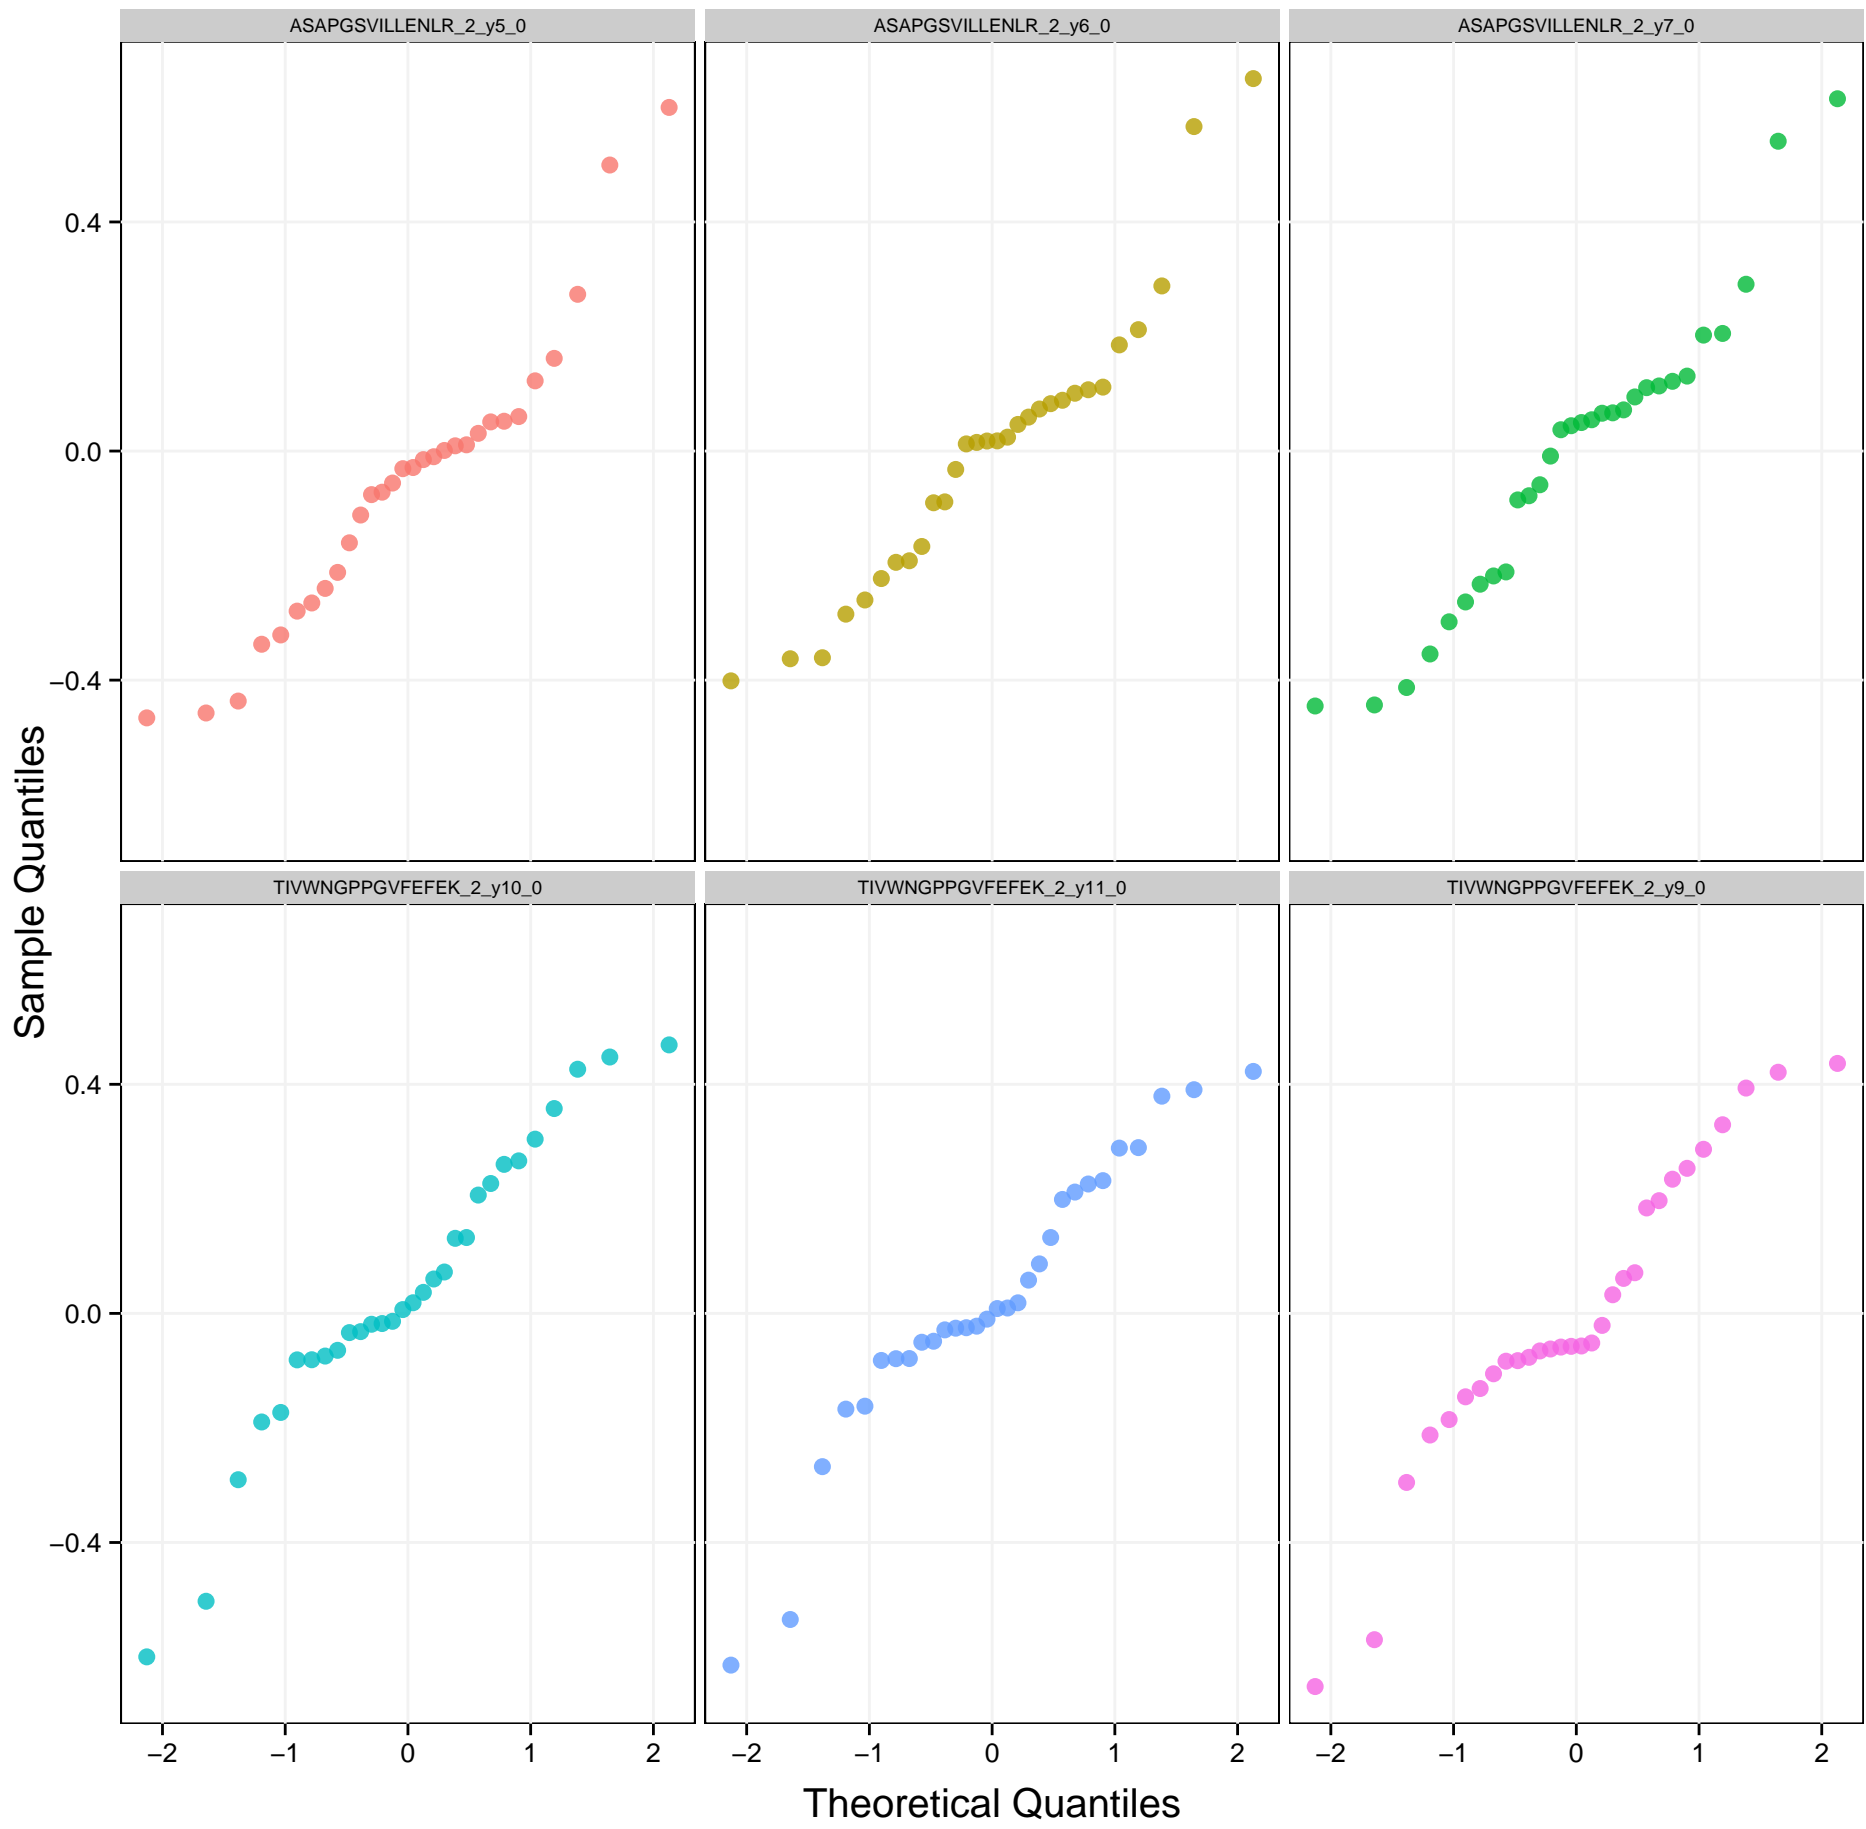 ASAPGSVILLENLR_2_y5_0
ASAPGSVILLENLR_2_y6_0
ASAPGSVILLENLR_2_y7_0
0.4
0.0
−0.4
Sample Quantiles
TIVWNGPPGVFEFEK_2_y10_0
TIVWNGPPGVFEFEK_2_y11_0
TIVWNGPPGVFEFEK_2_y9_0
0.4
0.0
−0.4
−2 −1 0 1 2
−2 −1 0 1 2
−2 −1 0 1 2
Theoretical Quantiles